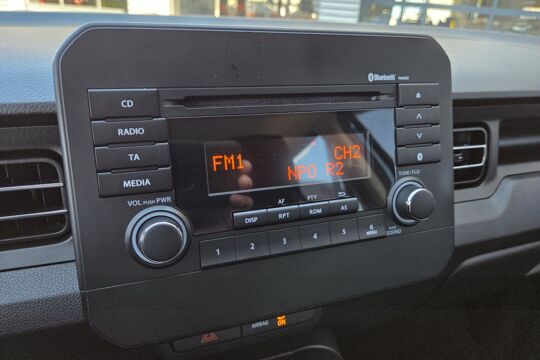 Bluetooth
CD
RADIO
TA
MEDIA
FM1
CH2
NPO R2
AF
PTY
DISP
RPT
RDM
AS
VOL PUSH PWR
TUNE/FLD
1
2
3
4
5
6
MENU
SOUND
AIRBAG
ON